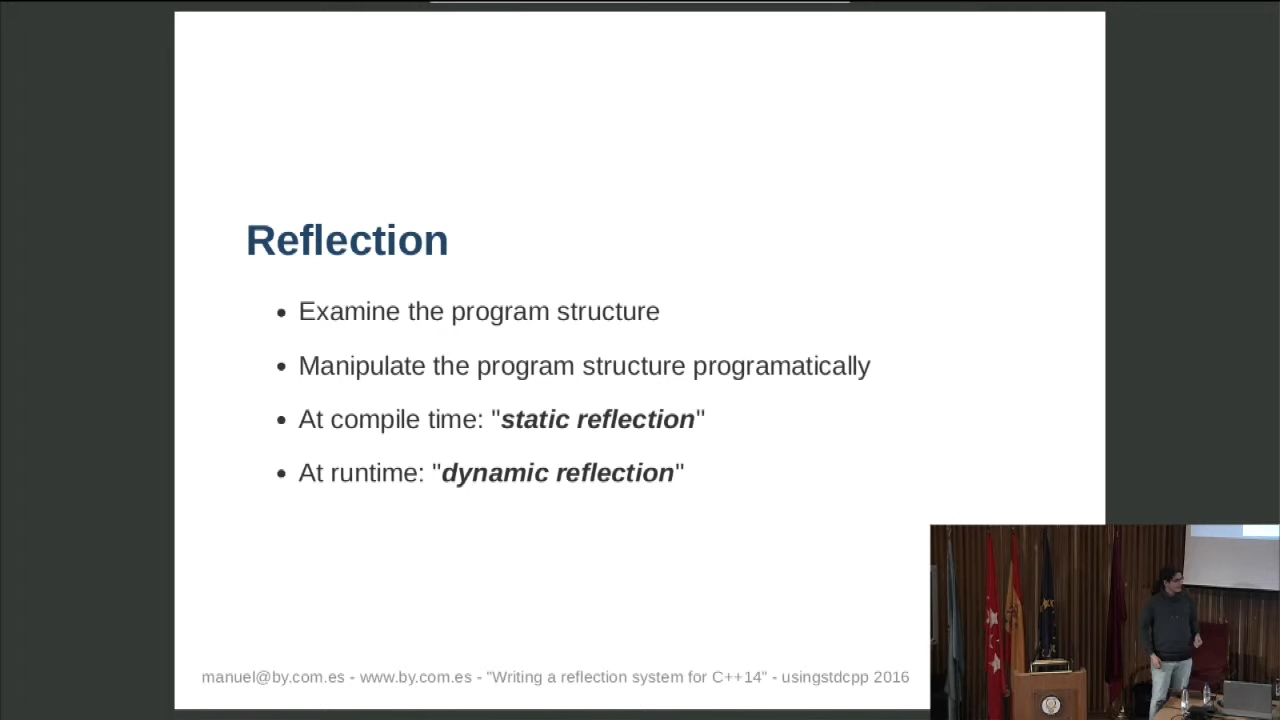 Reflection
Examine the program structure
Manipulate the program structure programatically
At compile time: "static reflection"
At runtime: "dynamic reflection"
manuel@by.com.es - www.by.com.es - "Writing a reflection system for C++14" - usingstdcpp 2016